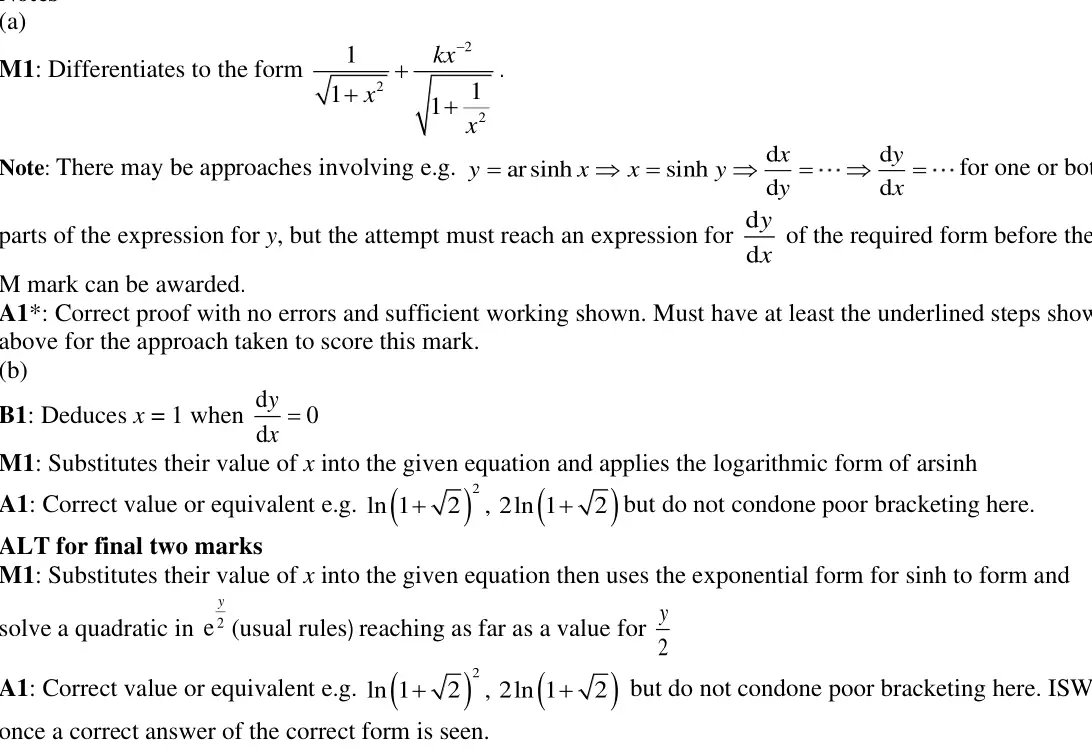 Notes
(a)
M1: Differentiates to the form 1/√(1+x²) + kx⁻²/√(1+1/x²) .
Note: There may be approaches involving e.g. y = ar sinh x ⇒ x = sinh y ⇒ dx/dy = ⋯ ⇒ dy/dx = ⋯ for one or bot
parts of the expression for y, but the attempt must reach an expression for dy/dx of the required form before the
M mark can be awarded.
A1*: Correct proof with no errors and sufficient working shown. Must have at least the underlined steps show
above for the approach taken to score this mark.
(b)
B1: Deduces x = 1 when dy/dx = 0
M1: Substitutes their value of x into the given equation and applies the logarithmic form of arsinh
A1: Correct value or equivalent e.g. ln(1+√2)², 2ln(1+√2) but do not condone poor bracketing here.
ALT for final two marks
M1: Substitutes their value of x into the given equation then uses the exponential form for sinh to form and
solve a quadratic in e^(y/2) (usual rules) reaching as far as a value for y/2
A1: Correct value or equivalent e.g. ln(1+√2)², 2ln(1+√2) but do not condone poor bracketing here. ISW
once a correct answer of the correct form is seen.